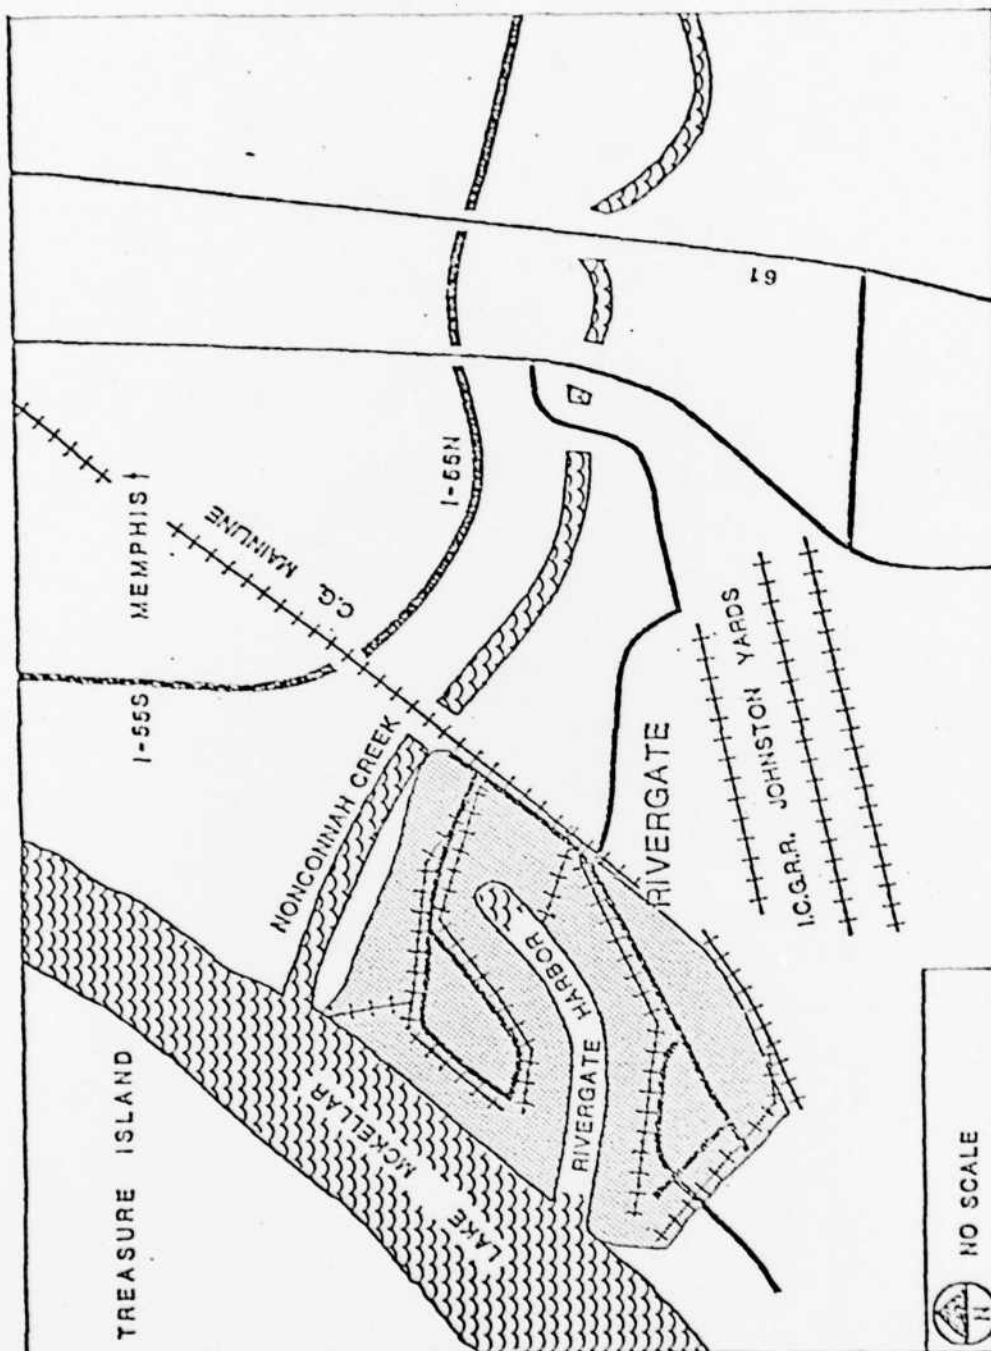 TREASURE ISLAND
LAKE MCKELLAR
NONCONNAH CREEK
I-55S
MEMPHIS
C.G. MAINLINE
I-55N
61
RIVERGATE HARBOR
RIVERGATE
I.C.G.R.R. JOHNSTON YARDS
N
NO SCALE